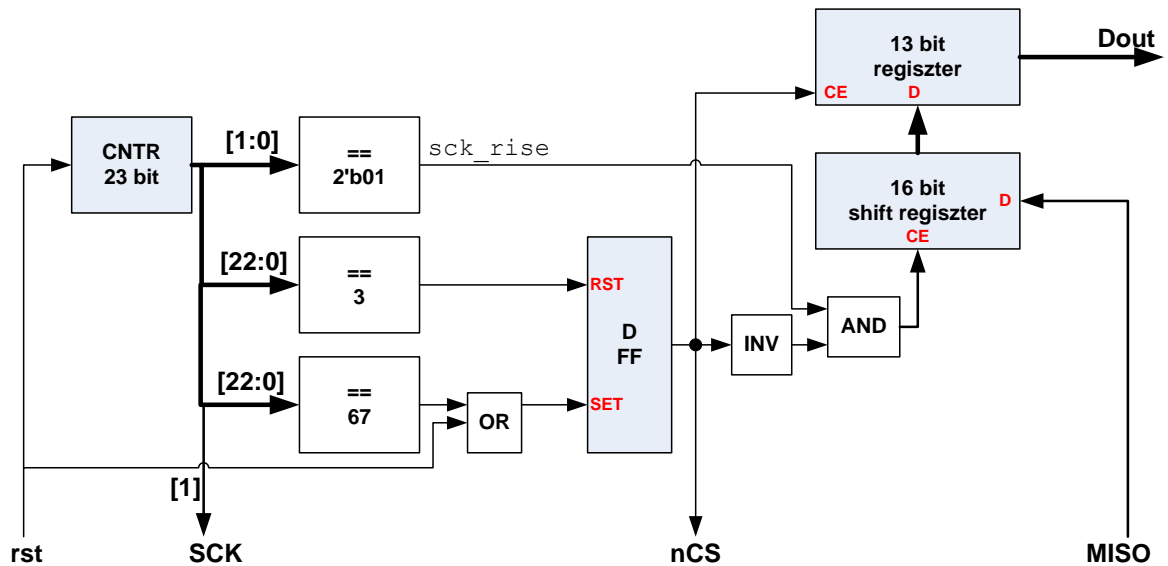 13 bit
regiszter
CE
D
Dout
CNTR
23 bit
[1:0]
==
2'b01
sck_rise
16 bit
shift regiszter
D
CE
[22:0]
==
3
RST
D
FF
SET
INV
AND
[22:0]
==
67
OR
[1]
rst
SCK
nCS
MISO